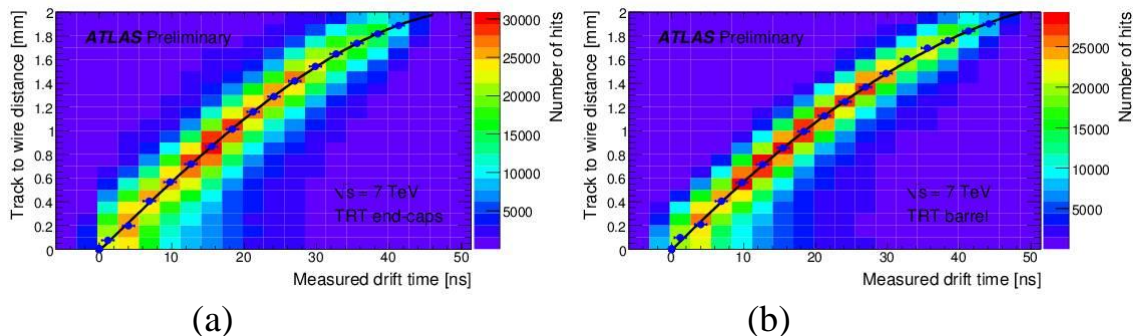 Track to wire distance [mm]
2
1.8
1.6
1.4
1.2
1
0.8
0.6
0.4
0.2
0
ATLAS Preliminary
√s = 7 TeV
TRT end-caps
0 10 20 30 40 50
Measured drift time [ns]
30000
25000
20000
15000
10000
5000
Number of hits
(a)
Track to wire distance [mm]
2
1.8
1.6
1.4
1.2
1
0.8
0.6
0.4
0.2
0
ATLAS Preliminary
√s = 7 TeV
TRT barrel
0 10 20 30 40 50
Measured drift time [ns]
25000
20000
15000
10000
5000
Number of hits
(b)